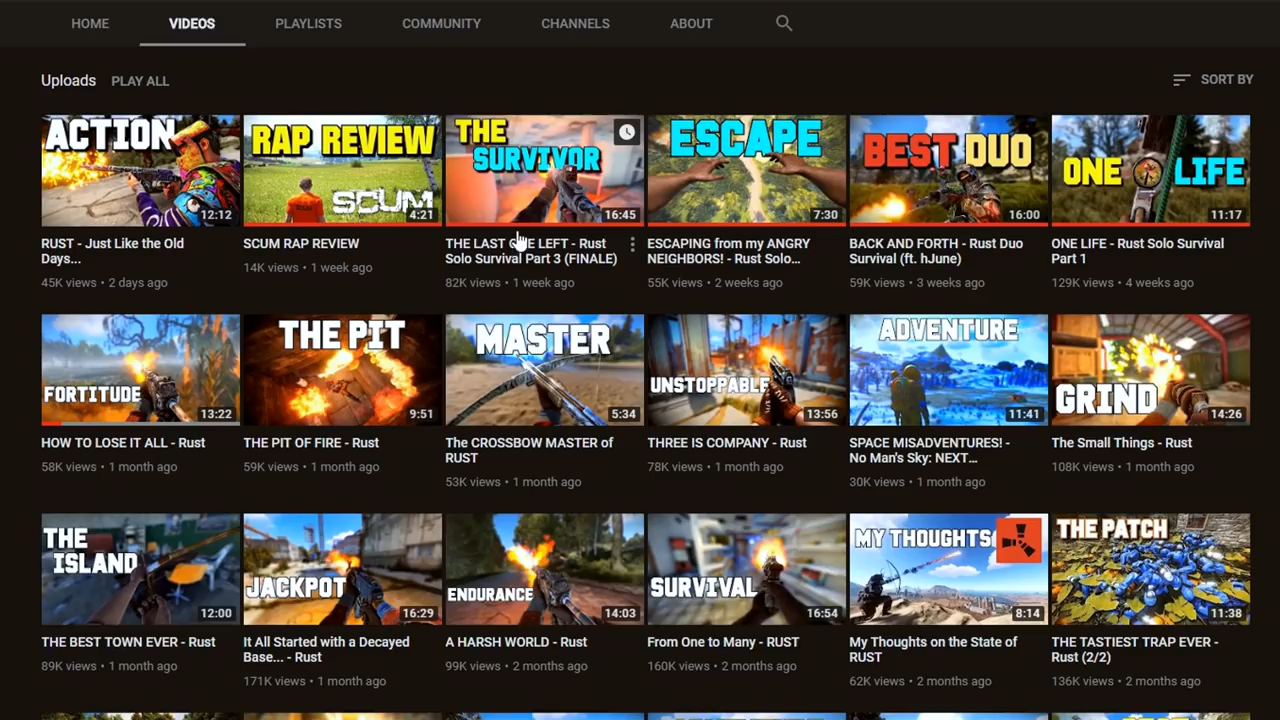 HOME VIDEOS PLAYLISTS COMMUNITY CHANNELS ABOUT
Uploads PLAY ALL SORT BY
ACTION
12:12
RUST - Just Like the Old
Days...
45K views • 2 days ago
RAP REVIEW
SCUM
4:21
SCUM RAP REVIEW
14K views • 1 week ago
THE
SURVIVOR
16:45
THE LAST ONE LEFT - Rust
Solo Survival Part 3 (FINALE)
82K views • 1 week ago
ESCAPE
7:30
ESCAPING from my ANGRY
NEIGHBORS! - Rust Solo...
55K views • 2 weeks ago
BEST DUO
16:00
BACK AND FORTH - Rust Duo
Survival (ft. hJune)
59K views • 3 weeks ago
ONE LIFE
11:17
ONE LIFE - Rust Solo Survival
Part 1
129K views • 4 weeks ago
FORTITUDE
13:22
HOW TO LOSE IT ALL - Rust
58K views • 1 month ago
THE PIT
9:51
THE PIT OF FIRE - Rust
59K views • 1 month ago
MASTER
5:34
The CROSSBOW MASTER of
RUST
53K views • 1 month ago
UNSTOPPABLE
13:56
THREE IS COMPANY - Rust
78K views • 1 month ago
ADVENTURE
11:41
SPACE MISADVENTURES! -
No Man's Sky: NEXT...
30K views • 1 month ago
GRIND
14:26
The Small Things - Rust
108K views • 1 month ago
THE
ISLAND
12:00
THE BEST TOWN EVER - Rust
89K views • 1 month ago
JACKPOT
16:29
It All Started with a Decayed
Base... - Rust
171K views • 1 month ago
ENDURANCE
14:03
A HARSH WORLD - Rust
99K views • 2 months ago
SURVIVAL
16:54
From One to Many - RUST
160K views • 2 months ago
MY THOUGHTS
8:14
My Thoughts on the State of
RUST
62K views • 2 months ago
THE PATCH
11:38
THE TASTIEST TRAP EVER -
Rust (2/2)
136K views • 2 months ago